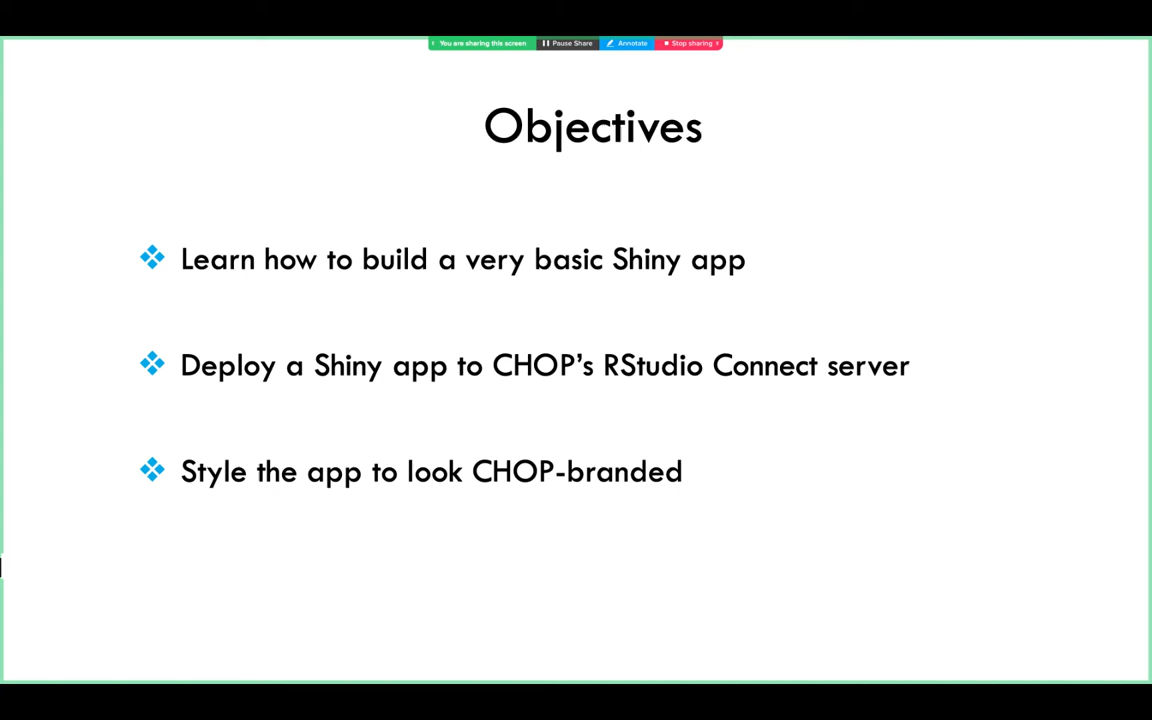 You are sharing this screen Pause Share Annotate Stop sharing
Objectives
Learn how to build a very basic Shiny app
Deploy a Shiny app to CHOP’s RStudio Connect server
Style the app to look CHOP-branded